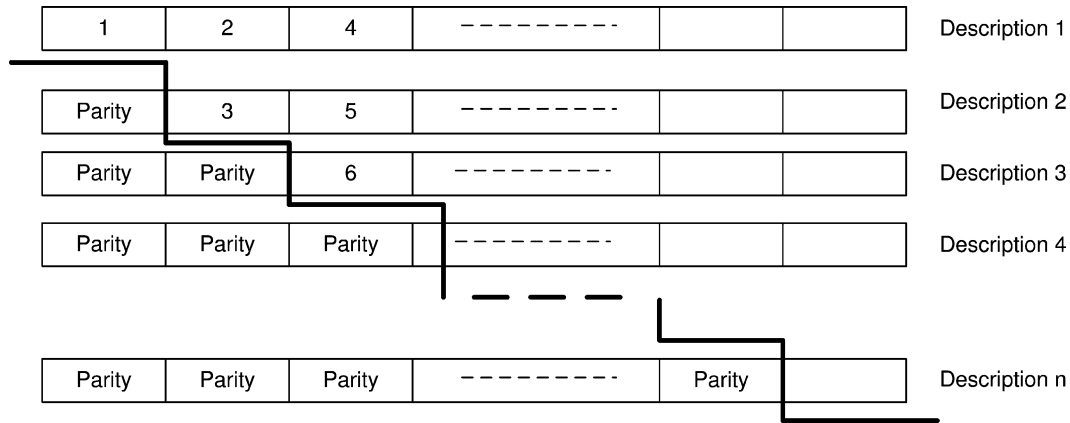 1 2 4 Description 1
Parity 3 5 Description 2
Parity Parity 6 Description 3
Parity Parity Parity Description 4
Parity Parity Parity Parity Description n